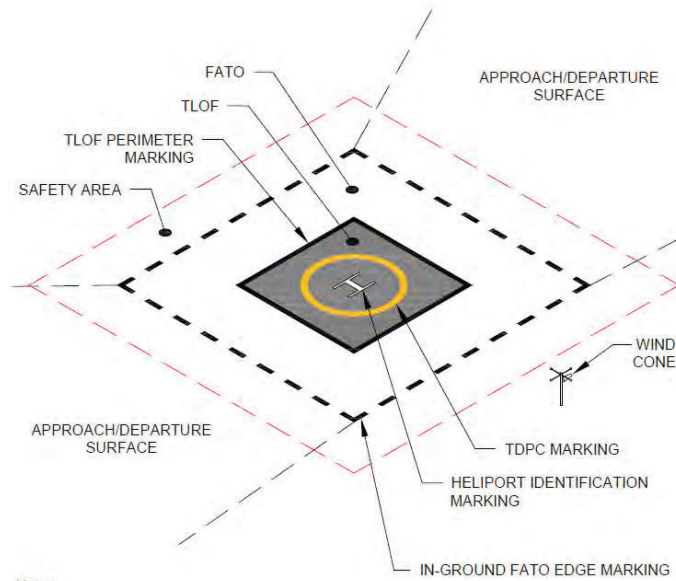 FATO
APPROACH/DEPARTURE
SURFACE
TLOF
TLOF PERIMETER
MARKING
SAFETY AREA
H
WIND
CONE
APPROACH/DEPARTURE
SURFACE
TDPC MARKING
HELIPORT IDENTIFICATION
MARKING
IN-GROUND FATO EDGE MARKING